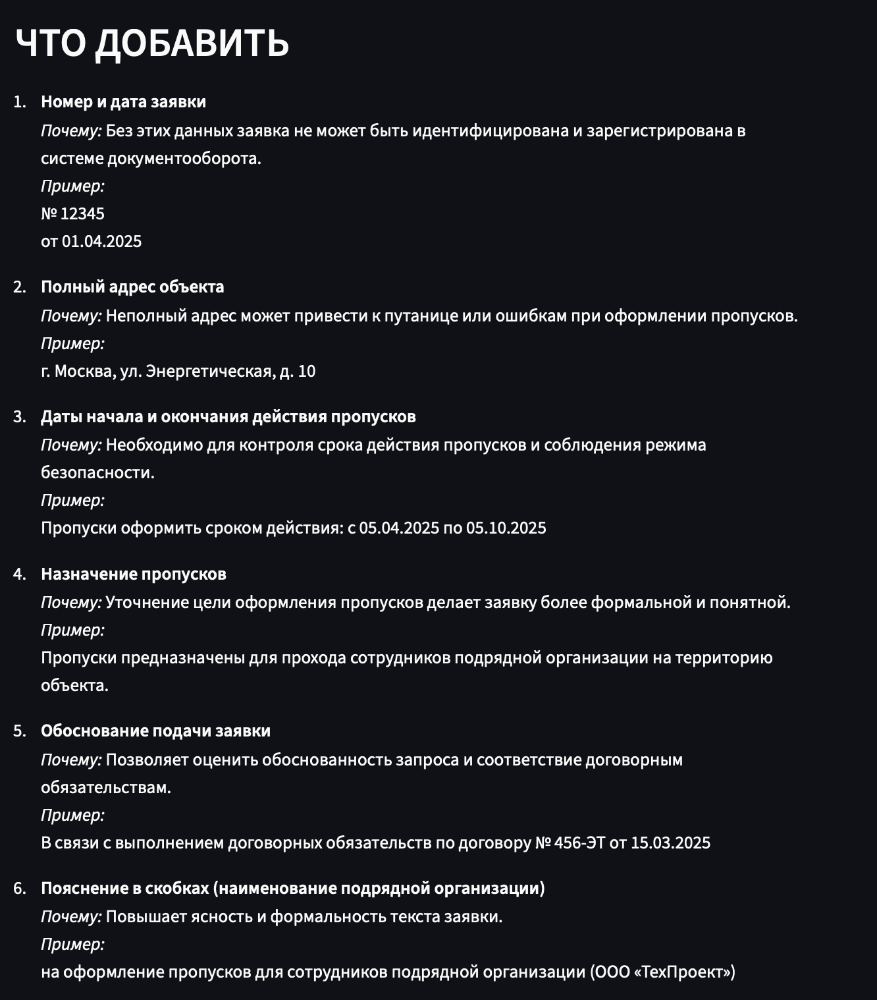 ЧТО ДОБАВИТЬ
1. Номер и дата заявки
Почему: Без этих данных заявка не может быть идентифицирована и зарегистрирована в
системе документооборота.
Пример:
№ 12345
от 01.04.2025
2. Полный адрес объекта
Почему: Неполный адрес может привести к путанице или ошибкам при оформлении пропусков.
Пример:
г. Москва, ул. Энергетическая, д. 10
3. Даты начала и окончания действия пропусков
Почему: Необходимо для контроля срока действия пропусков и соблюдения режима
безопасности.
Пример:
Пропуски оформить сроком действия: с 05.04.2025 по 05.10.2025
4. Назначение пропусков
Почему: Уточнение цели оформления пропусков делает заявку более формальной и понятной.
Пример:
Пропуски предназначены для прохода сотрудников подрядной организации на территорию
объекта.
5. Обоснование подачи заявки
Почему: Позволяет оценить обоснованность запроса и соответствие договорным
обязательствам.
Пример:
В связи с выполнением договорных обязательств по договору № 456-ЭТ от 15.03.2025
6. Пояснение в скобках (наименование подрядной организации)
Почему: Повышает ясность и формальность текста заявки.
Пример:
на оформление пропусков для сотрудников подрядной организации (ООО «ТехПроект»)